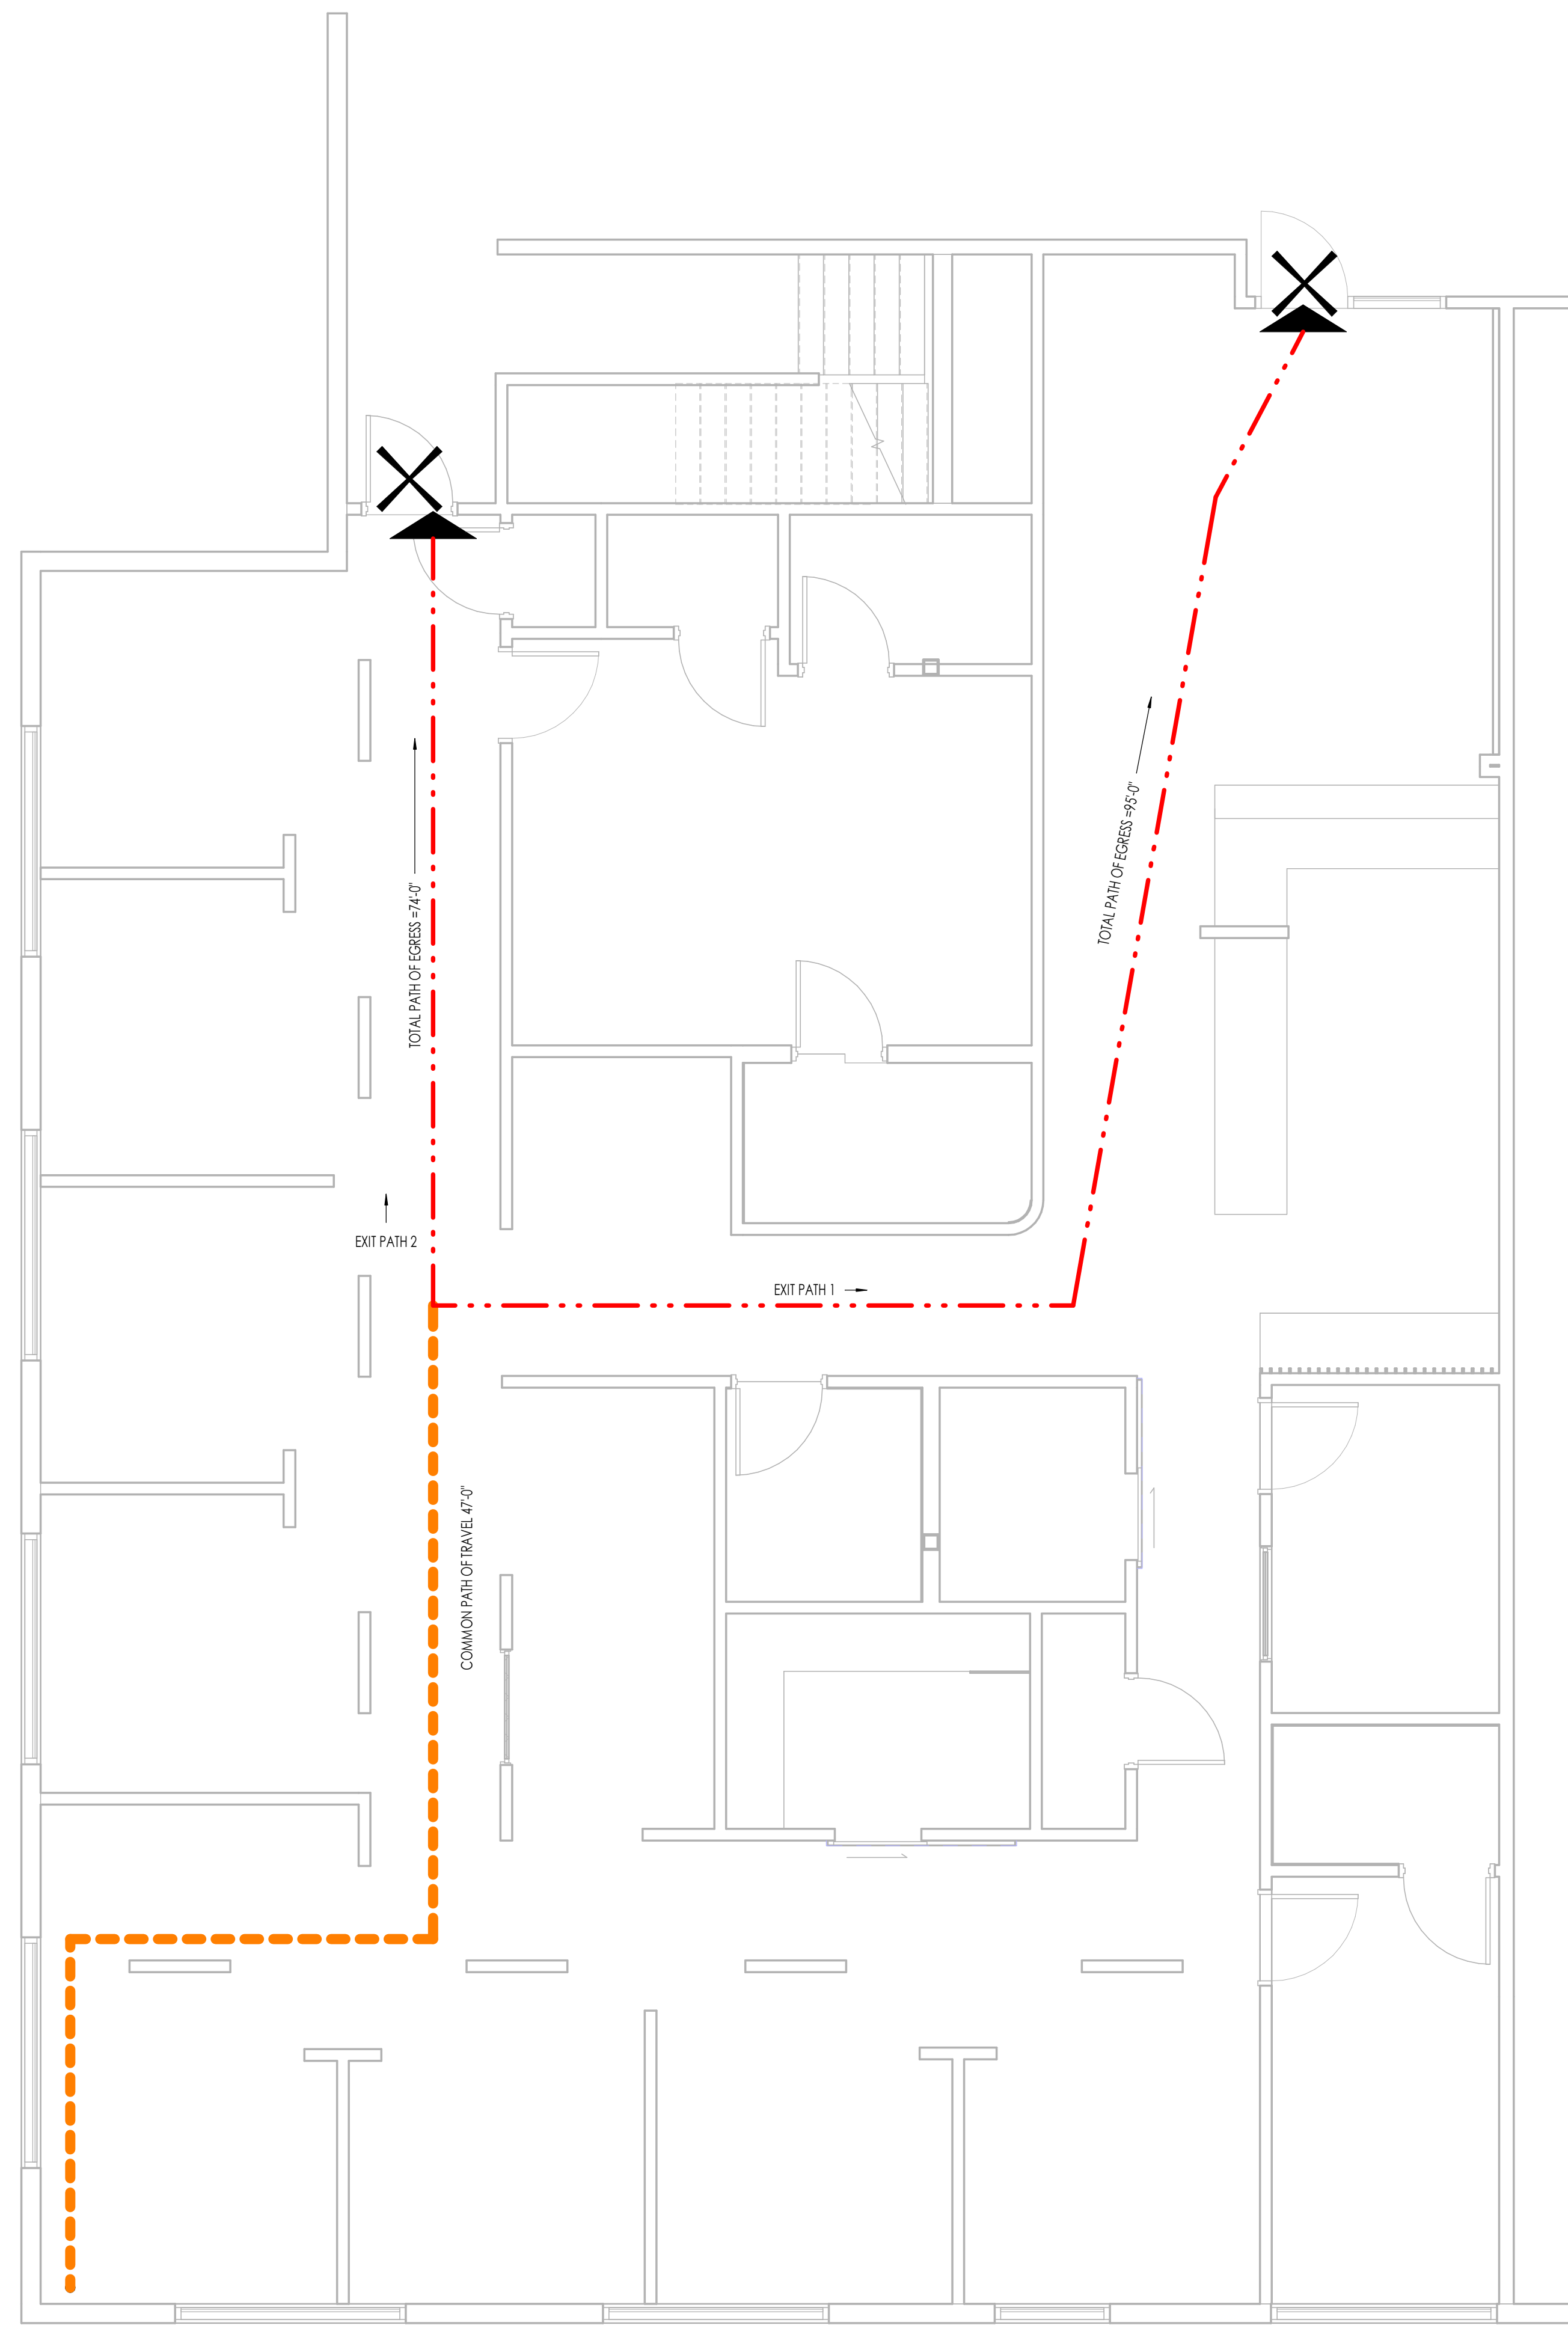 TOTAL PATH OF EGRESS =74'-0"
TOTAL PATH OF EGRESS =95'-0"
EXIT PATH 2
EXIT PATH 1
COMMON PATH OF TRAVEL 47'-0"